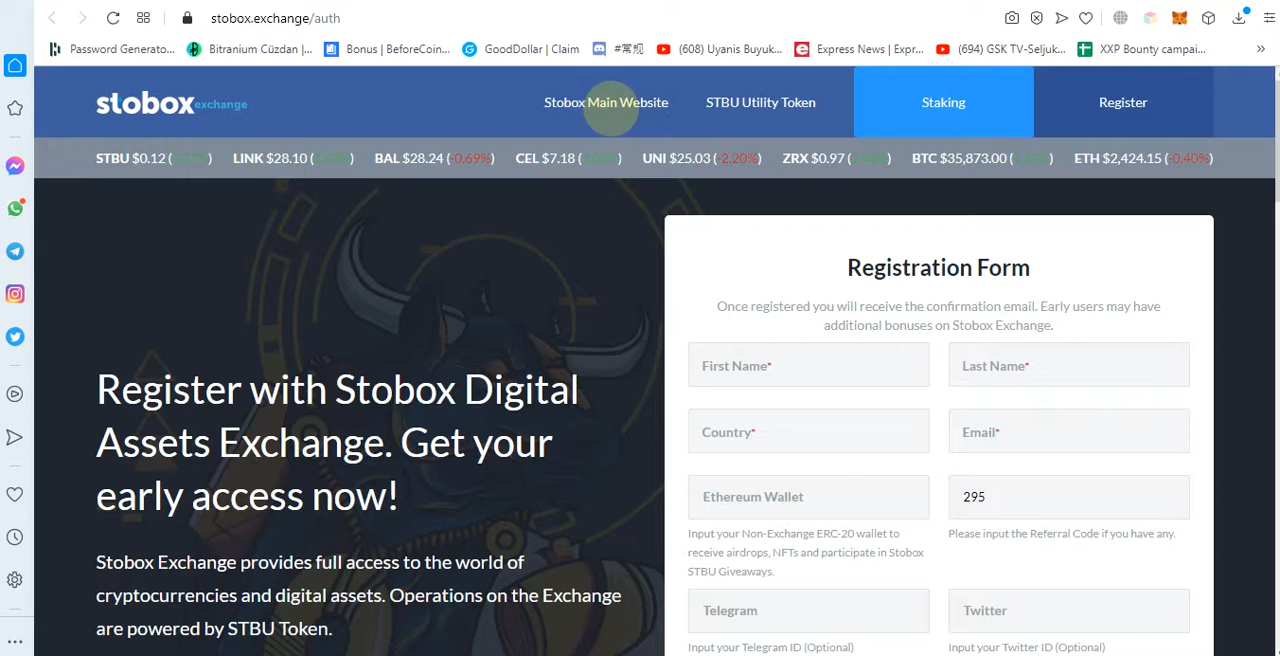 stobox.exchange/auth
Password Generato...
Bitranium Cüzdan |...
Bonus | BeforeCoin...
GoodDollar | Claim
#常规
(608) Uyanis Buyuk...
Express News | Expr...
(694) GSK TV-Seljuk...
XXP Bounty campai...
»
stobox exchange
Stobox Main Website
STBU Utility Token
Staking
Register
STBU $0.12
LINK $28.10
BAL $28.24 (-0.69%)
CEL $7.18
UNI $25.03 (-2.20%)
ZRX $0.97
BTC $35,873.00
ETH $2,424.15 (-0.40%)
Register with Stobox Digital
Assets Exchange. Get your
early access now!
Stobox Exchange provides full access to the world of
cryptocurrencies and digital assets. Operations on the Exchange
are powered by STBU Token.
Registration Form
Once registered you will receive the confirmation email. Early users may have
additional bonuses on Stobox Exchange.
First Name*
Last Name*
Country*
Email*
Ethereum Wallet
295
Input your Non-Exchange ERC-20 wallet to
receive airdrops, NFTs and participate in Stobox
STBU Giveaways.
Please input the Referral Code if you have any.
Telegram
Twitter
Input your Telegram ID (Optional)
Input your Twitter ID (Optional)